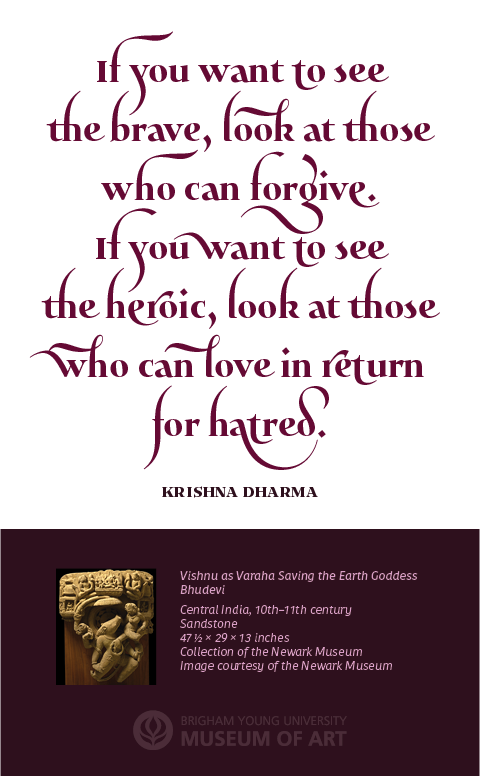 If you want to see
the brave, look at those
who can forgive.
If you want to see
the heroic, look at those
who can love in return
for hatred.
KRISHNA DHARMA
Vishnu as Varaha Saving the Earth Goddess
Bhudevi
Central India, 10th–11th century
Sandstone
47 ½ × 29 × 13 inches
Collection of the Newark Museum
Image courtesy of the Newark Museum
BRIGHAM YOUNG UNIVERSITY
MUSEUM OF ART